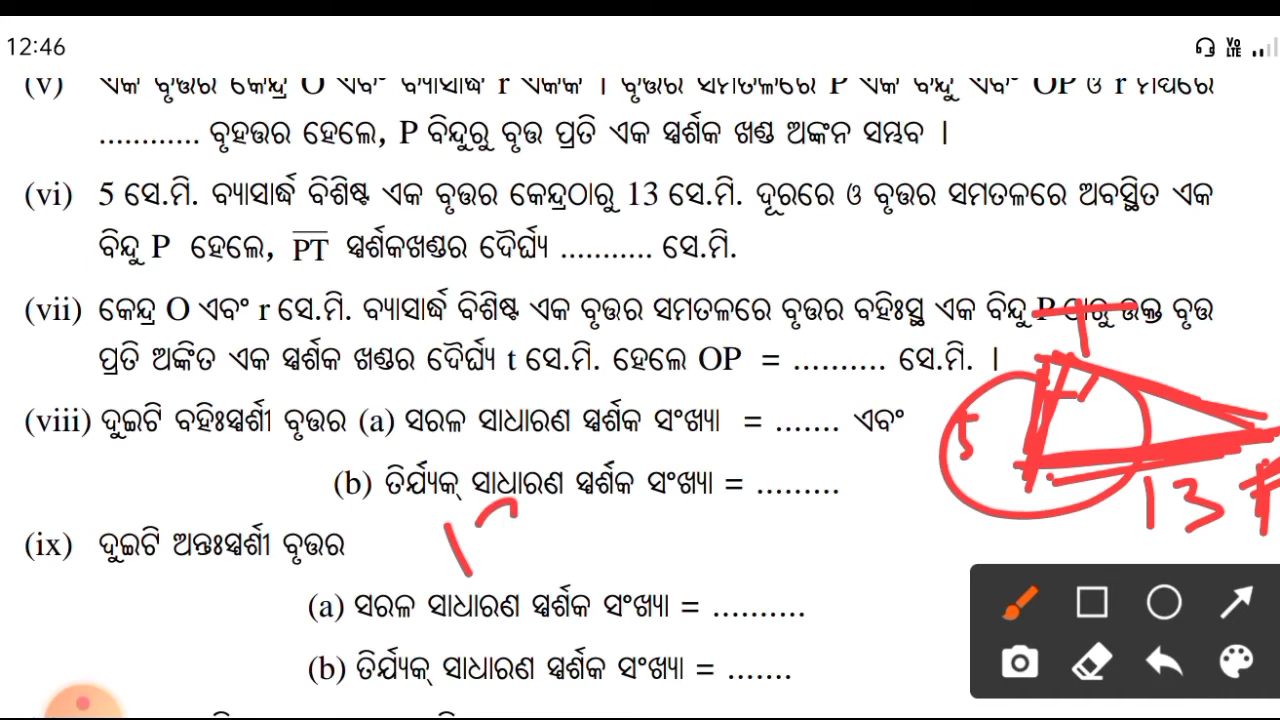 12:46
Vo
LTE
(v) ଏକ ବୃତ୍ତର କେନ୍ଦ୍ର O ଏବଂ ବ୍ୟାସାର୍ଦ୍ଧ r ଏକକ । ବୃତ୍ତର ସମତଳରେ P ଏକ ବିନ୍ଦୁ ଏବଂ OP ଓ r ମଧ୍ୟରେ
............ ବୃହତ୍ତର ହେଲେ, P ବିନ୍ଦୁରୁ ବୃତ୍ତ ପ୍ରତି ଏକ ସ୍ପର୍ଶକ ଖଣ୍ଡ ଅଙ୍କନ ସମ୍ଭବ ।
(vi) 5 ସେ.ମି. ବ୍ୟାସାର୍ଦ୍ଧ ବିଶିଷ୍ଟ ଏକ ବୃତ୍ତର କେନ୍ଦ୍ରଠାରୁ 13 ସେ.ମି. ଦୂରରେ ଓ ବୃତ୍ତର ସମତଳରେ ଅବସ୍ଥିତ ଏକ
ବିନ୍ଦୁ P ହେଲେ, P̅T̅ ସ୍ପର୍ଶକଖଣ୍ଡର ଦୈର୍ଘ୍ୟ ........... ସେ.ମି.
T
(vii) କେନ୍ଦ୍ର O ଏବଂ r ସେ.ମି. ବ୍ୟାସାର୍ଦ୍ଧ ବିଶିଷ୍ଟ ଏକ ବୃତ୍ତର ସମତଳରେ ବୃତ୍ତର ବହିଃସ୍ଥ ଏକ ବିନ୍ଦୁ P ଠାରୁ ଉକ୍ତ ବୃତ୍ତ
ପ୍ରତି ଅଙ୍କିତ ଏକ ସ୍ପର୍ଶକ ଖଣ୍ଡର ଦୈର୍ଘ୍ୟ t ସେ.ମି. ହେଲେ OP = .......... ସେ.ମି. ।
(viii) ଦୁଇଟି ବହିଃସ୍ପର୍ଶୀ ବୃତ୍ତର (a) ସରଳ ସାଧାରଣ ସ୍ପର୍ଶକ ସଂଖ୍ୟା = ....... ଏବଂ
5
(b) ତିର୍ଯ୍ୟକ୍ ସାଧାରଣ ସ୍ପର୍ଶକ ସଂଖ୍ୟା = .........
13 P
(ix) ଦୁଇଟି ଅନ୍ତଃସ୍ପର୍ଶୀ ବୃତ୍ତର
(a) ସରଳ ସାଧାରଣ ସ୍ପର୍ଶକ ସଂଖ୍ୟା = ..........
(b) ତିର୍ଯ୍ୟକ୍ ସାଧାରଣ ସ୍ପର୍ଶକ ସଂଖ୍ୟା = .......